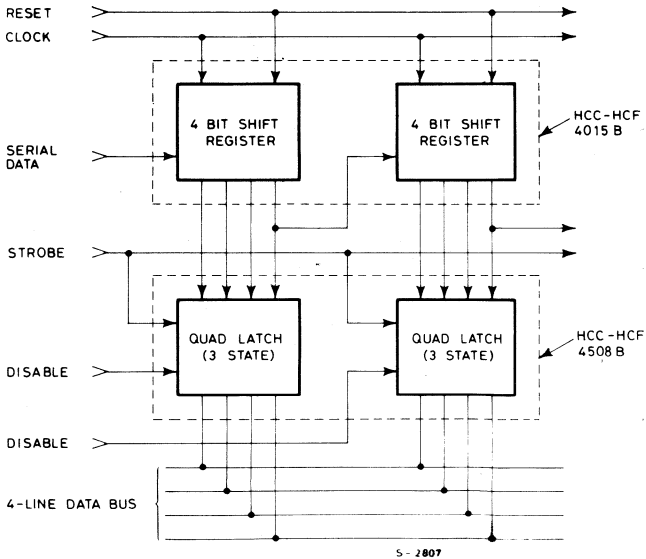 RESET
CLOCK
4 BIT SHIFT
REGISTER
4 BIT SHIFT
REGISTER
HCC-HCF
4015 B
SERIAL
DATA
STROBE
QUAD LATCH
(3 STATE)
QUAD LATCH
(3 STATE)
HCC-HCF
4508 B
DISABLE
DISABLE
4-LINE DATA BUS
S-2807